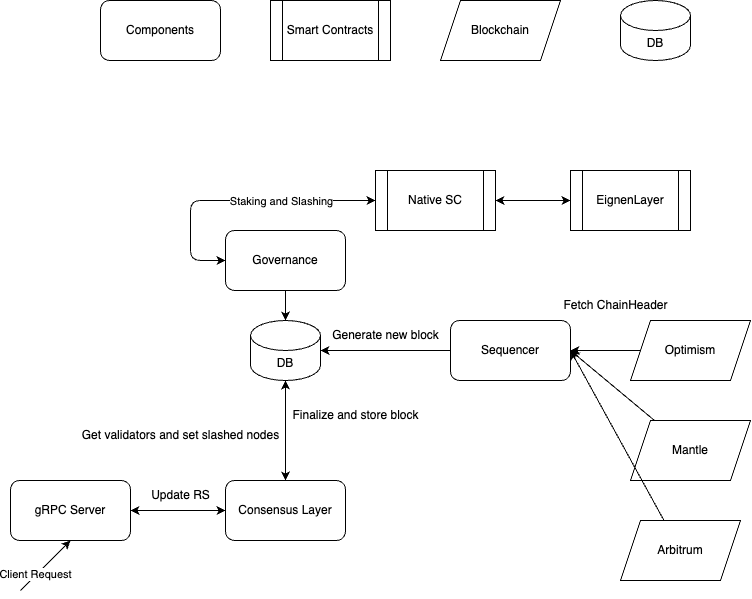 Components
Smart Contracts
Blockchain
DB
Staking and Slashing
Native SC
EignenLayer
Governance
Fetch ChainHeader
Generate new block
Sequencer
Optimism
DB
Finalize and store block
Get validators and set slashed nodes
Mantle
Update RS
gRPC Server
Consensus Layer
Arbitrum
Client Request